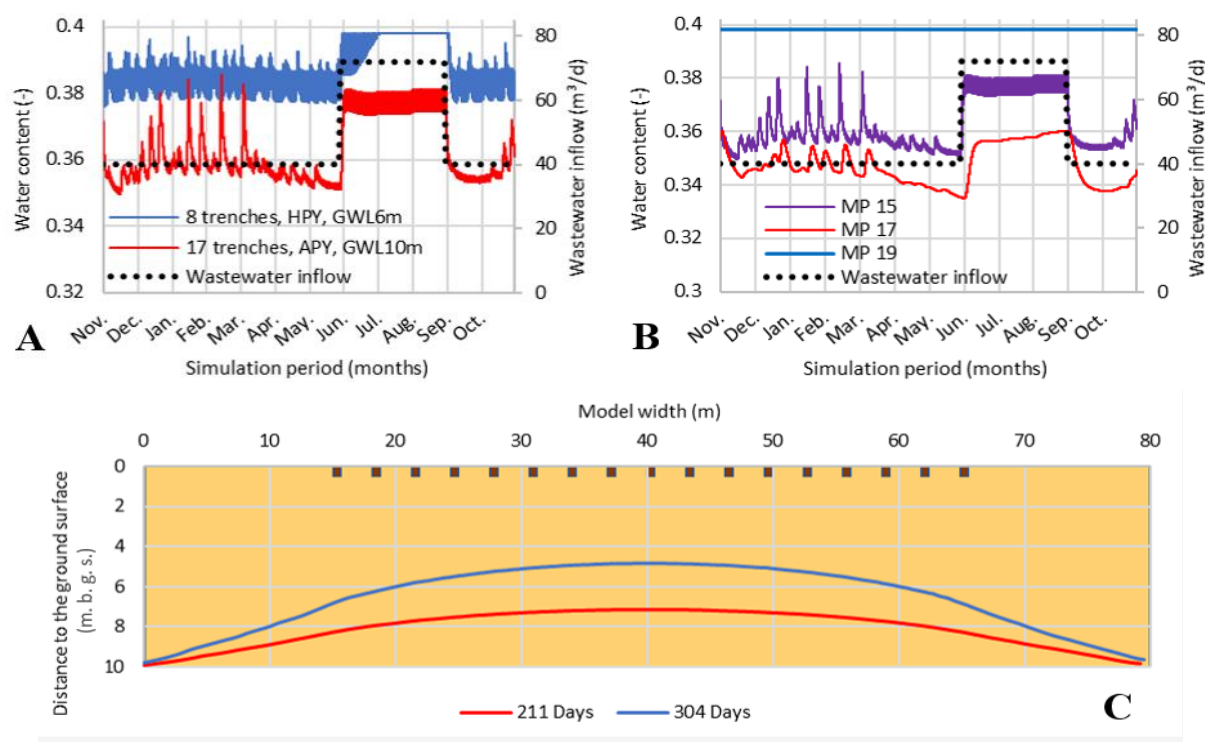 0.4
0.38
0.36
0.34
0.32
Water content (-)
80
60
40
20
0
Wastewater inflow (m³/d)
8 trenches, HPY, GWL6m
17 trenches, APY, GWL10m
Wastewater inflow
Nov. Dec. Jan. Feb. Mar. Apr. May. Jun. Jul. Aug. Sep. Oct.
Simulation period (months)
A
0.4
0.38
0.36
0.34
0.32
0.3
Water content (-)
80
60
40
20
0
Wastewater inflow (m³/d)
MP 15
MP 17
MP 19
Wastewater inflow
Nov. Dec. Jan. Feb. Mar. Apr. May. Jun. Jul. Aug. Sep. Oct.
Simulation period (months)
B
Model width (m)
0 10 20 30 40 50 60 70 80
0
2
4
6
8
10
Distance to the ground surface
(m. b. g. s.)
211 Days 304 Days
C